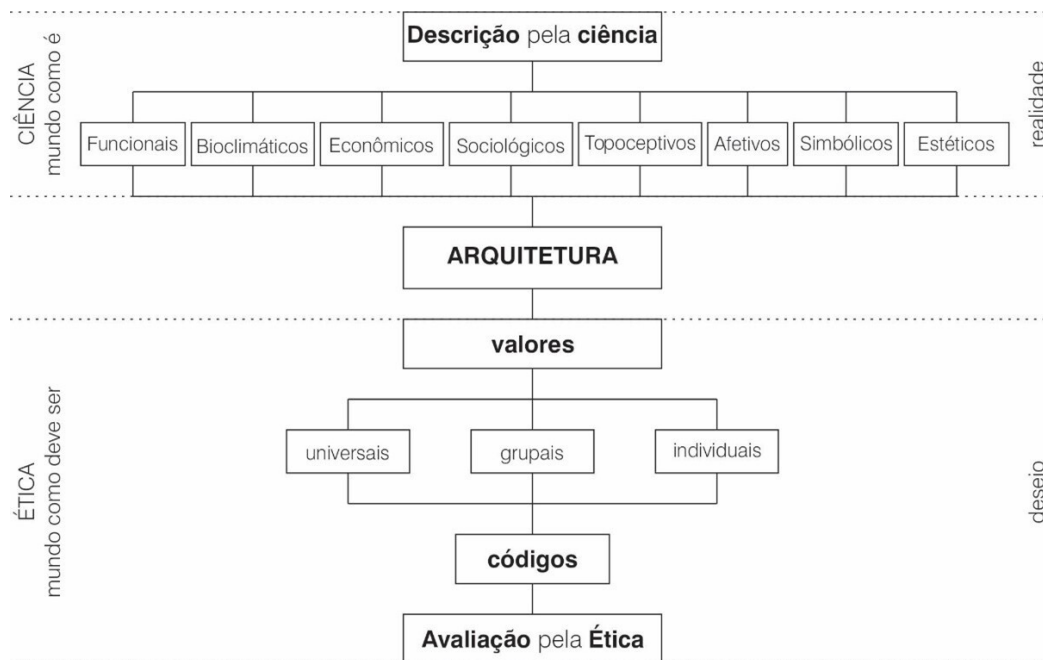 Descrição pela ciência
CIÊNCIA
mundo como é
realidade
Funcionais
Bioclimáticos
Econômicos
Sociológicos
Topoceptivos
Afetivos
Simbólicos
Estéticos
ARQUITETURA
valores
ÉTICA
mundo como deve ser
desejo
universais
grupais
individuais
códigos
Avaliação pela Ética